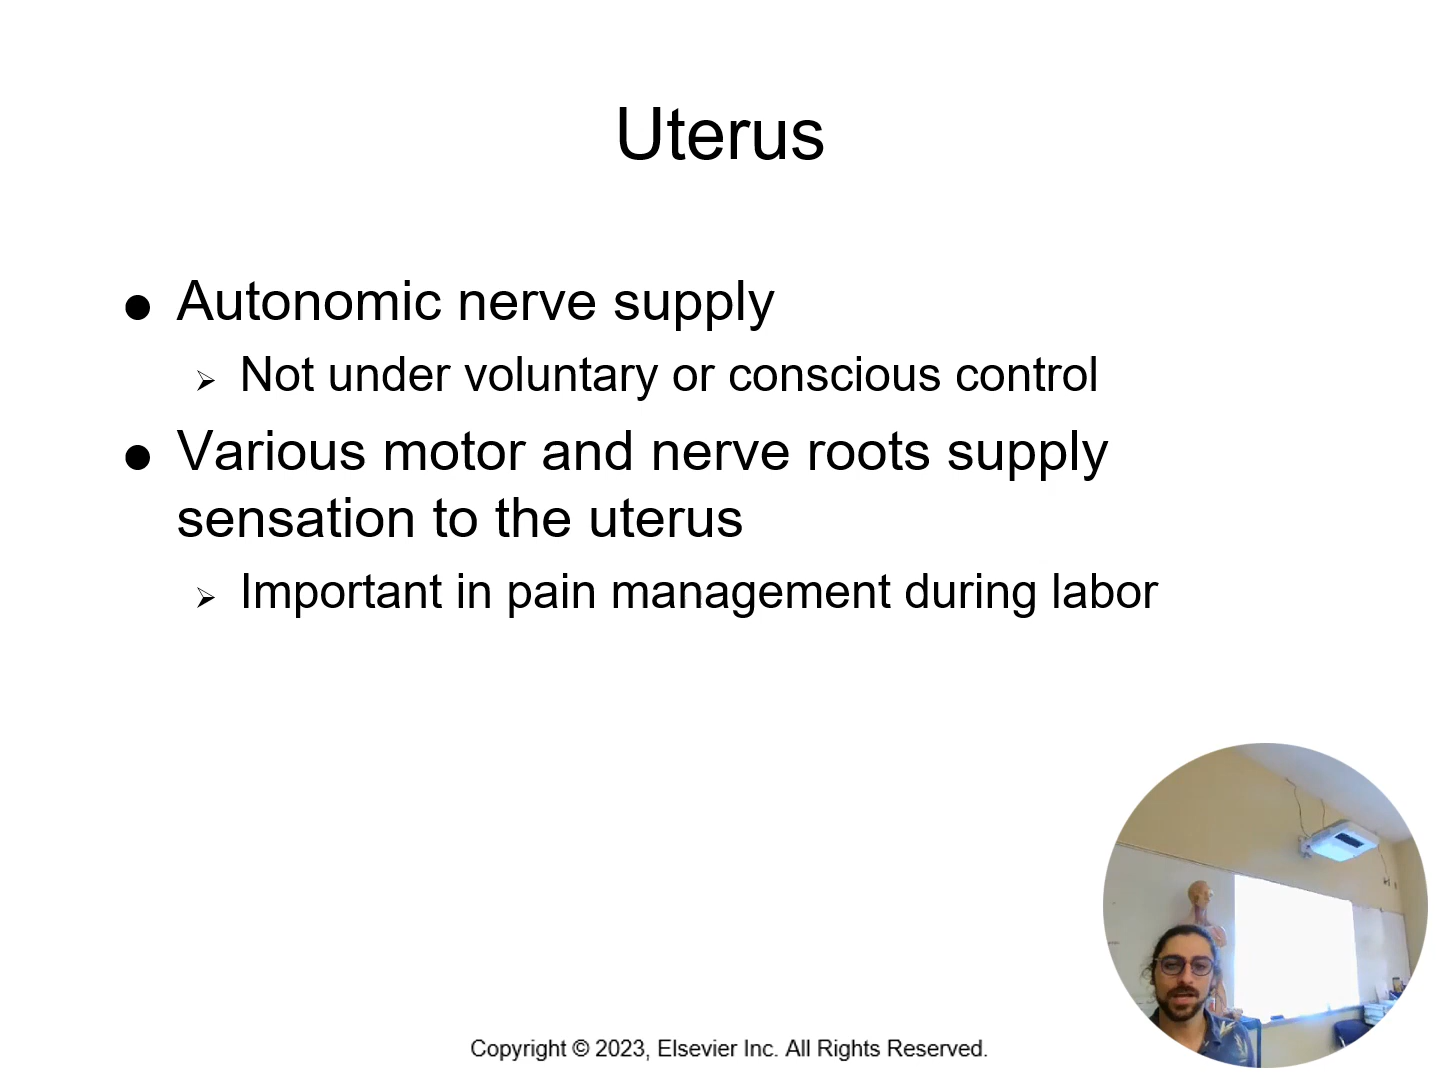 Uterus
● Autonomic nerve supply
➢ Not under voluntary or conscious control
● Various motor and nerve roots supply
sensation to the uterus
➢ Important in pain management during labor
Copyright © 2023, Elsevier Inc. All Rights Reserved.